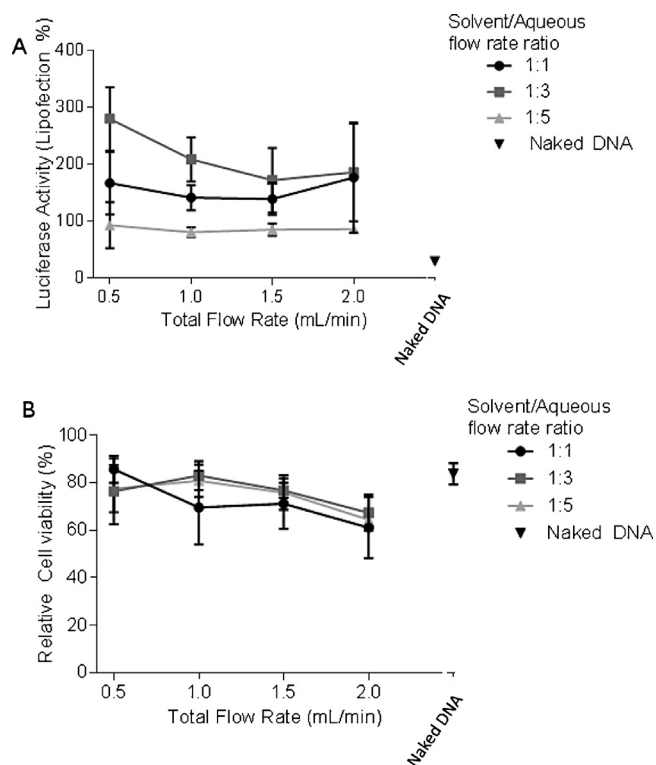 A
Luciferase Activity (Lipofection %)
400
300
200
100
0
0.5 1.0 1.5 2.0
Total Flow Rate (mL/min)
Naked DNA
Solvent/Aqueous
flow rate ratio
1:1
1:3
1:5
Naked DNA
B
Relative Cell viability (%)
100
80
60
40
20
0
0.5 1.0 1.5 2.0
Total Flow Rate (mL/min)
Naked DNA
Solvent/Aqueous
flow rate ratio
1:1
1:3
1:5
Naked DNA